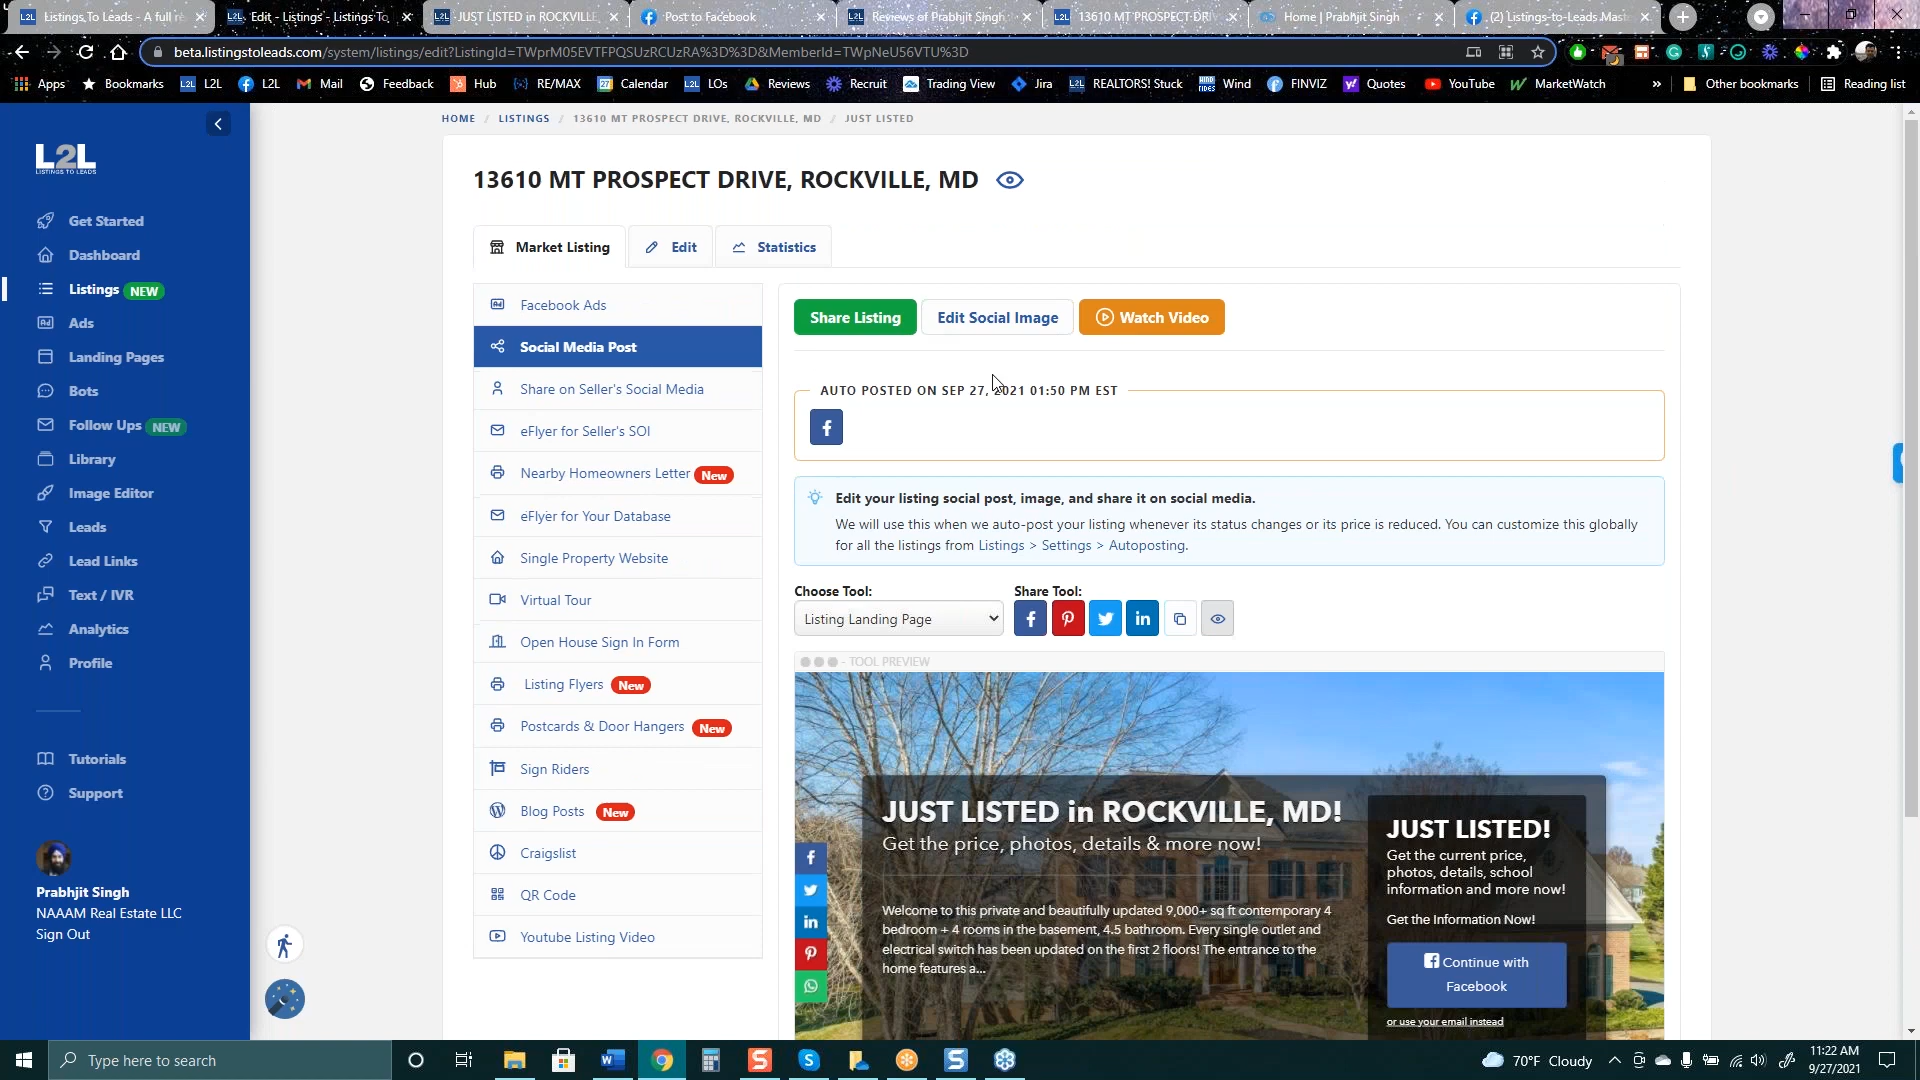 Listings To Leads - A full re
Edit - Listings - Listings To
JUST LISTED in ROCKVILLE,
Post to Facebook
Reviews of Prabhjit Singh
13610 MT PROSPECT DRIV
Home | Prabhjit Singh
(2) Listings-to-Leads Mast
beta.listingstoleads.com/system/listings/edit?ListingId=TWprM05EVTFPQSUzRCUzRA%3D%3D&MemberId=TWpNeU56VTU%3D
Apps
Bookmarks
L2L
L2L
Mail
Feedback
Hub
RE/MAX
Calendar
LOs
Reviews
Recruit
Trading View
Jira
REALTORS! Stuck
Wind
FINVIZ
Quotes
YouTube
MarketWatch
»
Other bookmarks
Reading list
L2L
LISTINGS TO LEADS
Get Started
Dashboard
Listings NEW
Ads
Landing Pages
Bots
Follow Ups NEW
Library
Image Editor
Leads
Lead Links
Text / IVR
Analytics
Profile
Tutorials
Support
Prabhjit Singh
NAAAM Real Estate LLC
Sign Out
HOME / LISTINGS / 13610 MT PROSPECT DRIVE, ROCKVILLE, MD / JUST LISTED
13610 MT PROSPECT DRIVE, ROCKVILLE, MD
Market Listing
Edit
Statistics
Facebook Ads
Social Media Post
Share on Seller's Social Media
eFlyer for Seller's SOI
Nearby Homeowners Letter New
eFlyer for Your Database
Single Property Website
Virtual Tour
Open House Sign In Form
Listing Flyers New
Postcards & Door Hangers New
Sign Riders
Blog Posts New
Craigslist
QR Code
Youtube Listing Video
Share Listing
Edit Social Image
Watch Video
AUTO POSTED ON SEP 27, 2021 01:50 PM EST
Edit your listing social post, image, and share it on social media.
We will use this when we auto-post your listing whenever its status changes or its price is reduced. You can customize this globally
for all the listings from Listings > Settings > Autoposting.
Choose Tool:
Share Tool:
Listing Landing Page
- TOOL PREVIEW
JUST LISTED in ROCKVILLE, MD!
Get the price, photos, details & more now!
Welcome to this private and beautifully updated 9,000+ sq ft contemporary 4
bedroom + 4 rooms in the basement, 4.5 bathroom. Every single outlet and
electrical switch has been updated on the first 2 floors! The entrance to the
home features a...
JUST LISTED!
Get the current price,
photos, details, school
information and more now!
Get the Information Now!
Continue with
Facebook
or use your email instead
Type here to search
70°F Cloudy
11:22 AM
9/27/2021